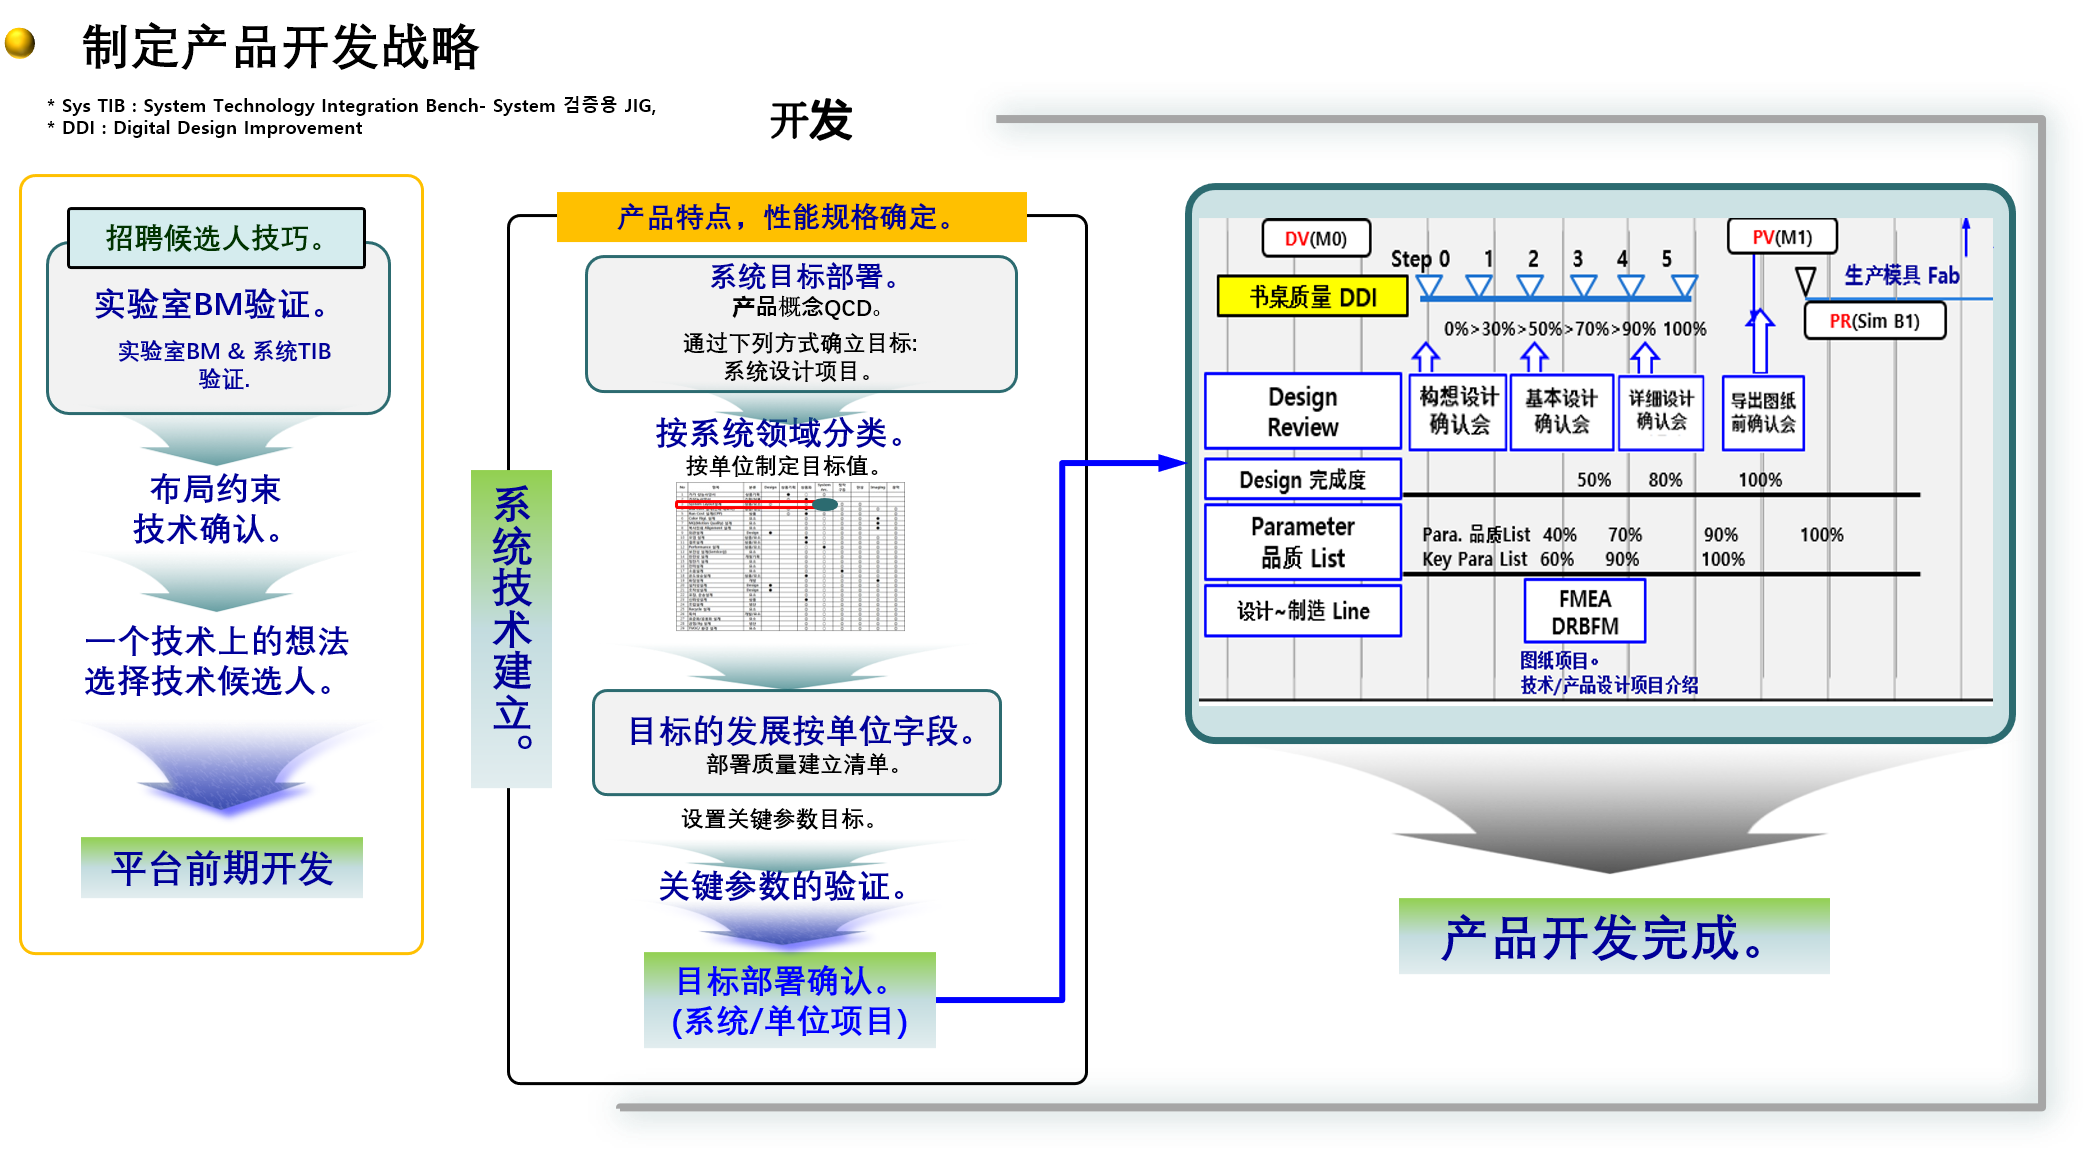 制定产品开发战略
* Sys TIB : System Technology Integration Bench- System 검증용 JIG,
* DDI : Digital Design Improvement
开发
招聘候选人技巧。
实验室BM验证。
实验室BM & 系统TIB
验证.
布局约束
技术确认。
一个技术上的想法
选择技术候选人。
平台前期开发
系统技术建立。
产品特点，性能规格确定。
系统目标部署。
产品概念QCD。
通过下列方式确立目标:
系统设计项目。
按系统领域分类。
按单位制定目标值。
目标的发展按单位字段。
部署质量建立清单。
设置关键参数目标。
关键参数的验证。
目标部署确认。
(系统/单位项目)
DV(M0)
PV(M1)
Step 0 1 2 3 4 5
生产模具 Fab
书桌质量 DDI
PR(Sim B1)
0%>30%>50%>70%>90% 100%
Design
Review
构想设计
确认会
基本设计
确认会
详细设计
确认会
导出图纸
前确认会
Design 完成度
50% 80% 100%
Parameter
品质 List
Para. 品质List 40% 70% 90% 100%
Key Para List 60% 90% 100%
设计~制造 Line
FMEA
DRBFM
图纸项目。
技术/产品设计项目介绍
产品开发完成。